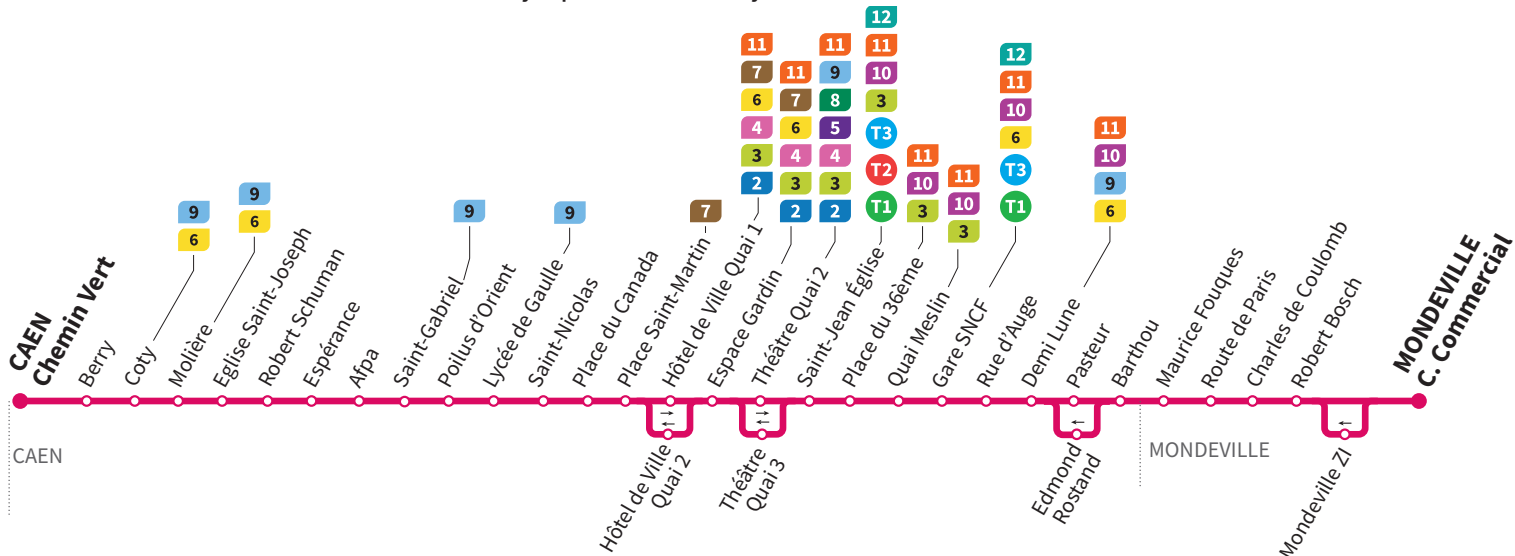 9
6
9
6
9
9
7
11
7
6
4
3
2
11
7
6
4
3
2
11
9
8
5
4
3
2
12
11
10
3
T3
T2
T1
11
10
3
11
10
3
12
11
10
6
T3
T1
11
10
9
6
CAEN
Chemin Vert
Berry
Coty
Molière
Eglise Saint-Joseph
Robert Schuman
Espérance
Afpa
Saint-Gabriel
Poilus d'Orient
Lycée de Gaulle
Saint-Nicolas
Place du Canada
Place Saint-Martin
Hôtel de Ville Quai 1
Espace Gardin
Théâtre Quai 2
Saint-Jean Église
Place du 36ème
Quai Meslin
Gare SNCF
Rue d'Auge
Demi Lune
Pasteur
Barthou
Maurice Fouques
Route de Paris
Charles de Coulomb
Robert Bosch
MONDEVILLE
C. Commercial
CAEN
Hôtel de Ville
Quai 2
Théâtre
Quai 3
Edmond
Rostand
MONDEVILLE
Mondeville ZI